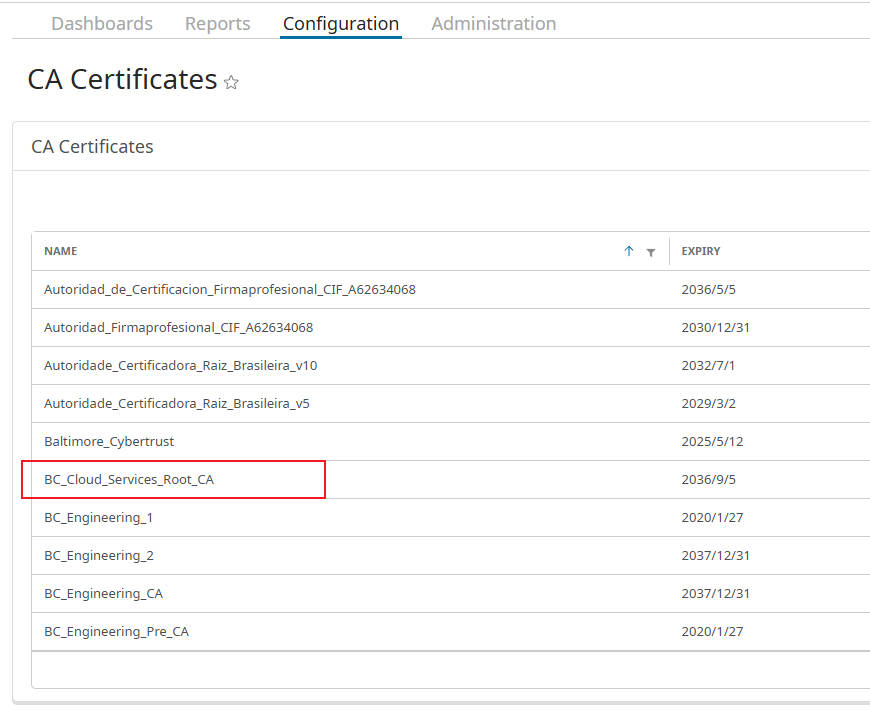 Dashboards Reports Configuration Administration
CA Certificates
CA Certificates
NAME EXPIRY
Autoridad_de_Certificacion_Firmaprofesional_CIF_A62634068 2036/5/5
Autoridad_Firmaprofesional_CIF_A62634068 2030/12/31
Autoridade_Certificadora_Raiz_Brasileira_v10 2032/7/1
Autoridade_Certificadora_Raiz_Brasileira_v5 2029/3/2
Baltimore_Cybertrust 2025/5/12
BC_Cloud_Services_Root_CA 2036/9/5
BC_Engineering_1 2020/1/27
BC_Engineering_2 2037/12/31
BC_Engineering_CA 2037/12/31
BC_Engineering_Pre_CA 2020/1/27